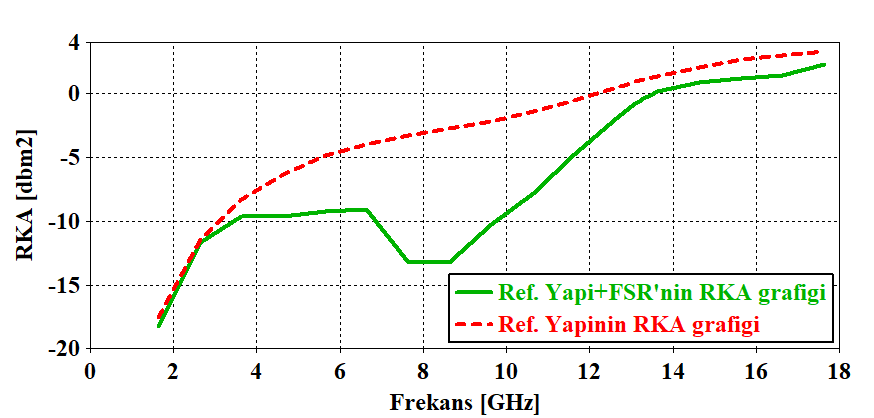 4
0
-5
-10
-15
-20
RKA [dbm2]
Ref. Yapi+FSR'nin RKA grafigi
Ref. Yapinin RKA grafigi
0 2 4 6 8 10 12 14 16 18
Frekans [GHz]